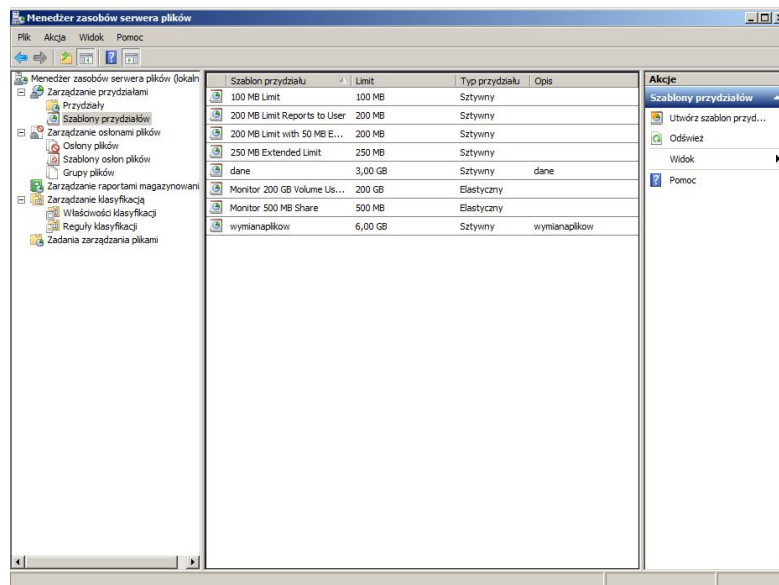 Menedżer zasobów serwera plików
Plik Akcja Widok Pomoc
Menedżer zasobów serwera plików (lokaln
Zarządzanie przydziałami
Przydziały
Szablony przydziałów
Zarządzanie osłonami plików
Osłony plików
Szablony osłon plików
Grupy plików
Zarządzanie raportami magazynowani
Zarządzanie klasyfikacją
Właściwości klasyfikacji
Reguły klasyfikacji
Zadania zarządzania plikami
Szablon przydziału Limit Typ przydziału Opis
100 MB Limit 100 MB Sztywny
200 MB Limit Reports to User 200 MB Sztywny
200 MB Limit with 50 MB E... 200 MB Sztywny
250 MB Extended Limit 250 MB Sztywny
dane 3,00 GB Sztywny dane
Monitor 200 GB Volume Us... 200 GB Elastyczny
Monitor 500 MB Share 500 MB Elastyczny
wymianaplikow 6,00 GB Sztywny wymianaplikow
Akcje
Szablony przydziałów
Utwórz szablon przyd...
Odśwież
Widok
Pomoc